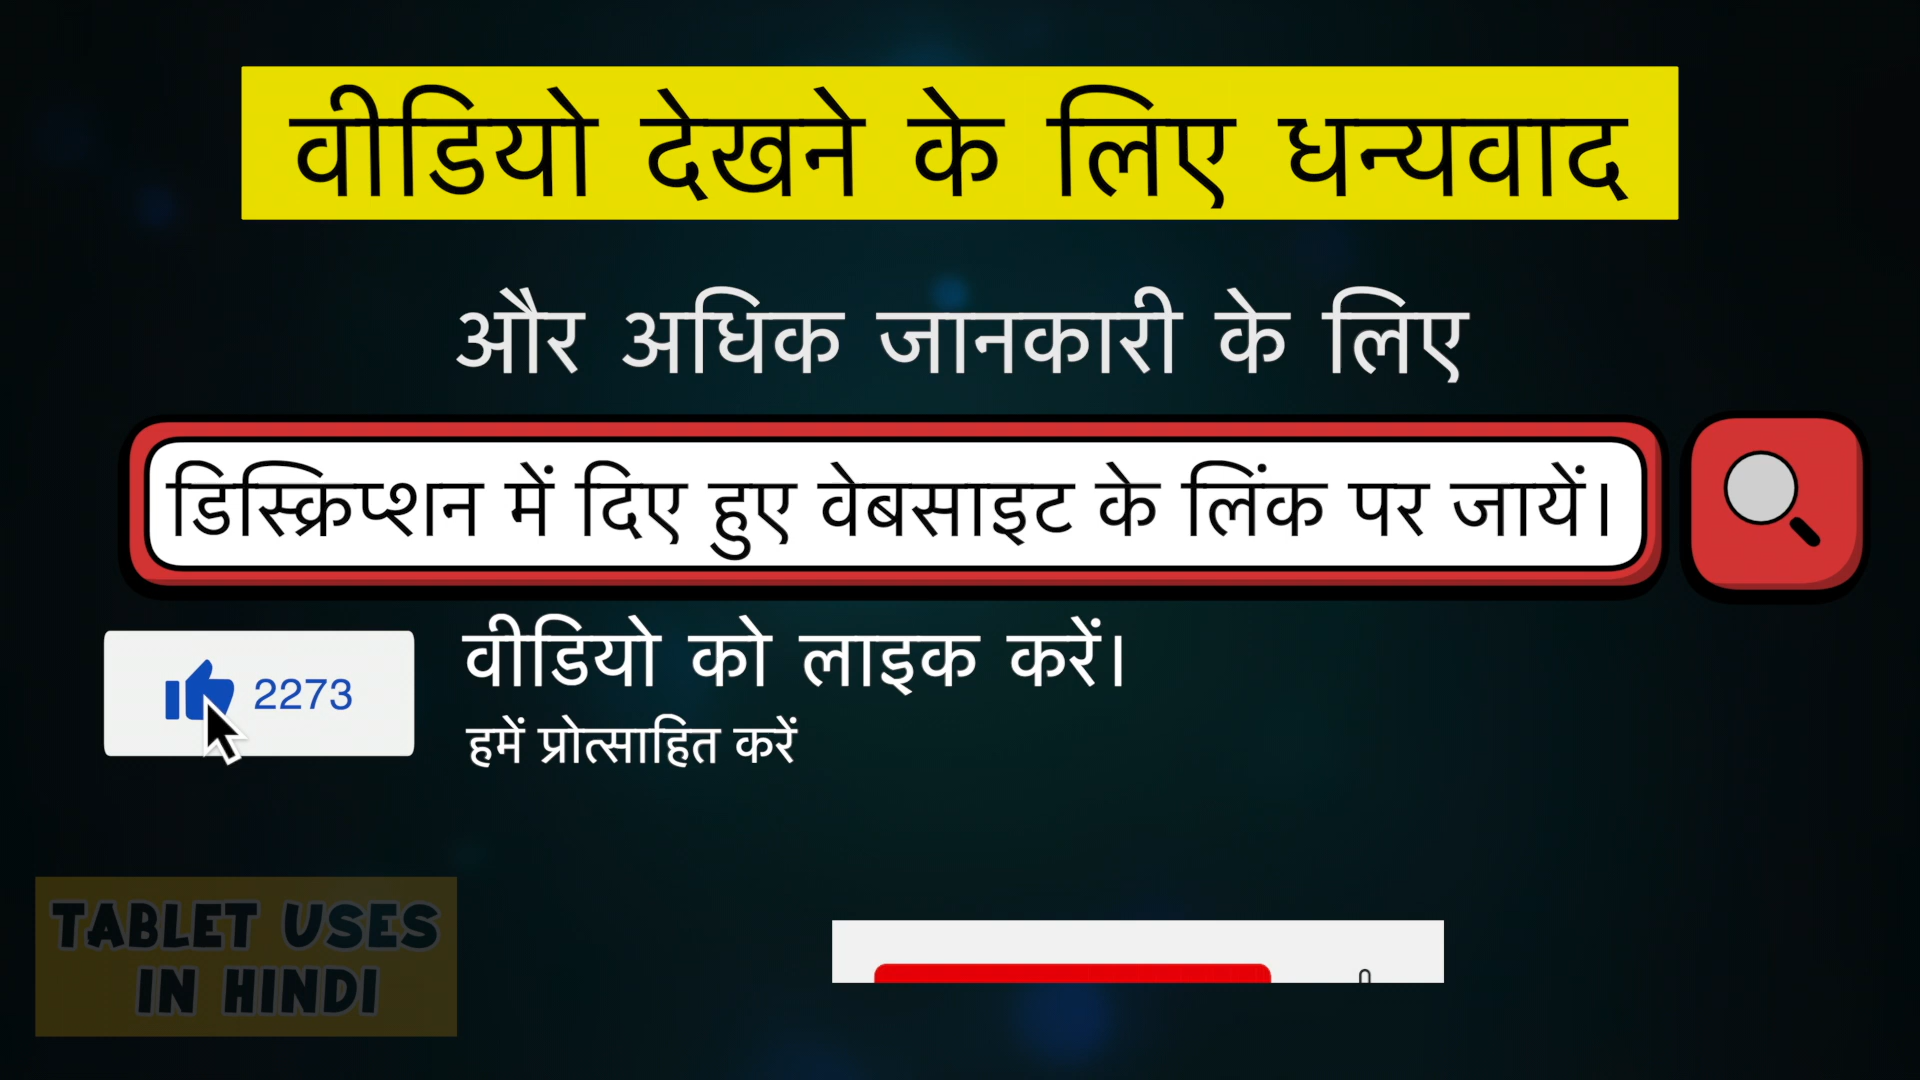 वीडियो देखने के लिए धन्यवाद
और अधिक जानकारी के लिए
डिस्क्रिप्शन में दिए हुए वेबसाइट के लिंक पर जायें।
2273
वीडियो को लाइक करें।
हमें प्रोत्साहित करें
TABLET USES
IN HINDI